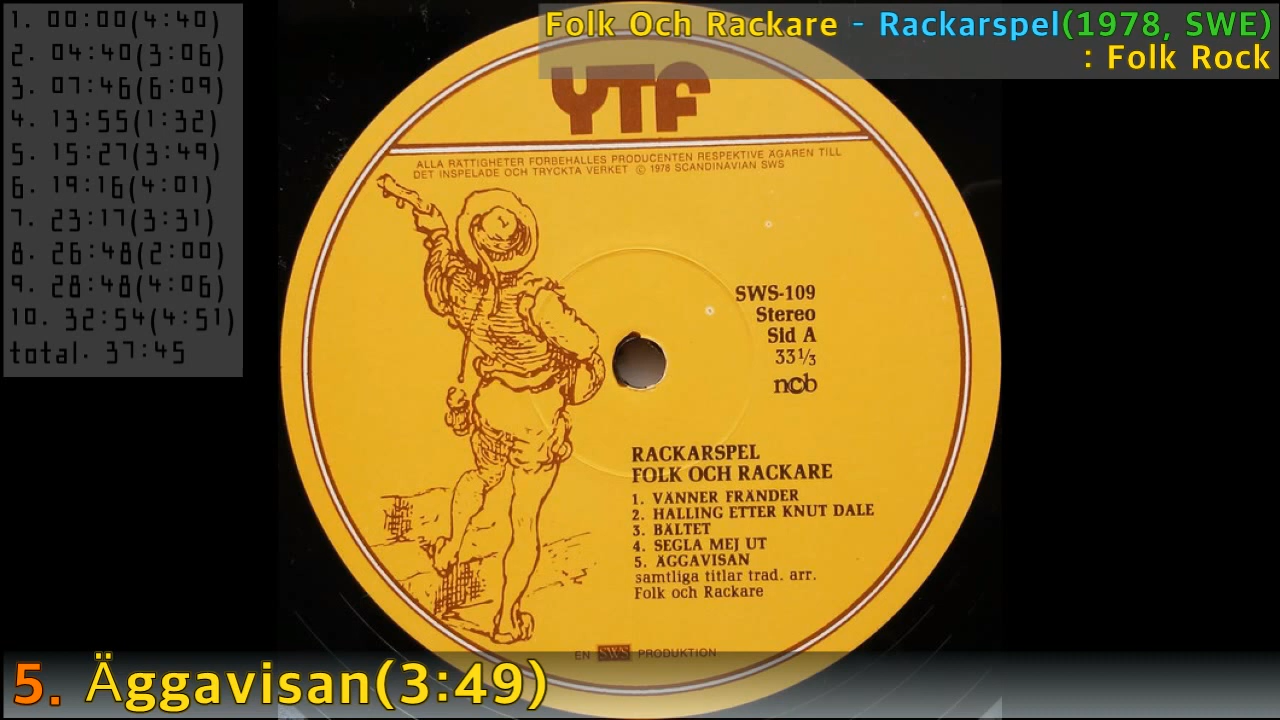 1. 00:00(4:40)
2. 04:40(3:06)
3. 07:46(6:09)
4. 13:55(1:32)
5. 15:27(3:49)
6. 19:16(4:01)
7. 23:17(3:31)
8. 26:48(2:00)
9. 28:48(4:06)
10. 32:54(4:51)
total. 37:45
Folk Och Rackare - Rackarspel(1978, SWE)
: Folk Rock
YTF
ALLA RÄTTIGHETER FÖRBEHÅLLES PRODUCENTEN RESPEKTIVE ÄGAREN TILL
DET INSPELADE OCH TRYCKTA VERKET © 1978 SCANDINAVIAN SWS
SWS-109
Stereo
Sid A
33⅓
ncb
RACKARSPEL
FOLK OCH RACKARE
1. VÄNNER FRÄNDER
2. HALLING ETTER KNUT DALE
3. BÄLTET
4. SEGLA MEJ UT
5. ÄGGAVISAN
samtliga titlar trad. arr.
Folk och Rackare
EN SWS PRODUKTION
5. Äggavisan(3:49)